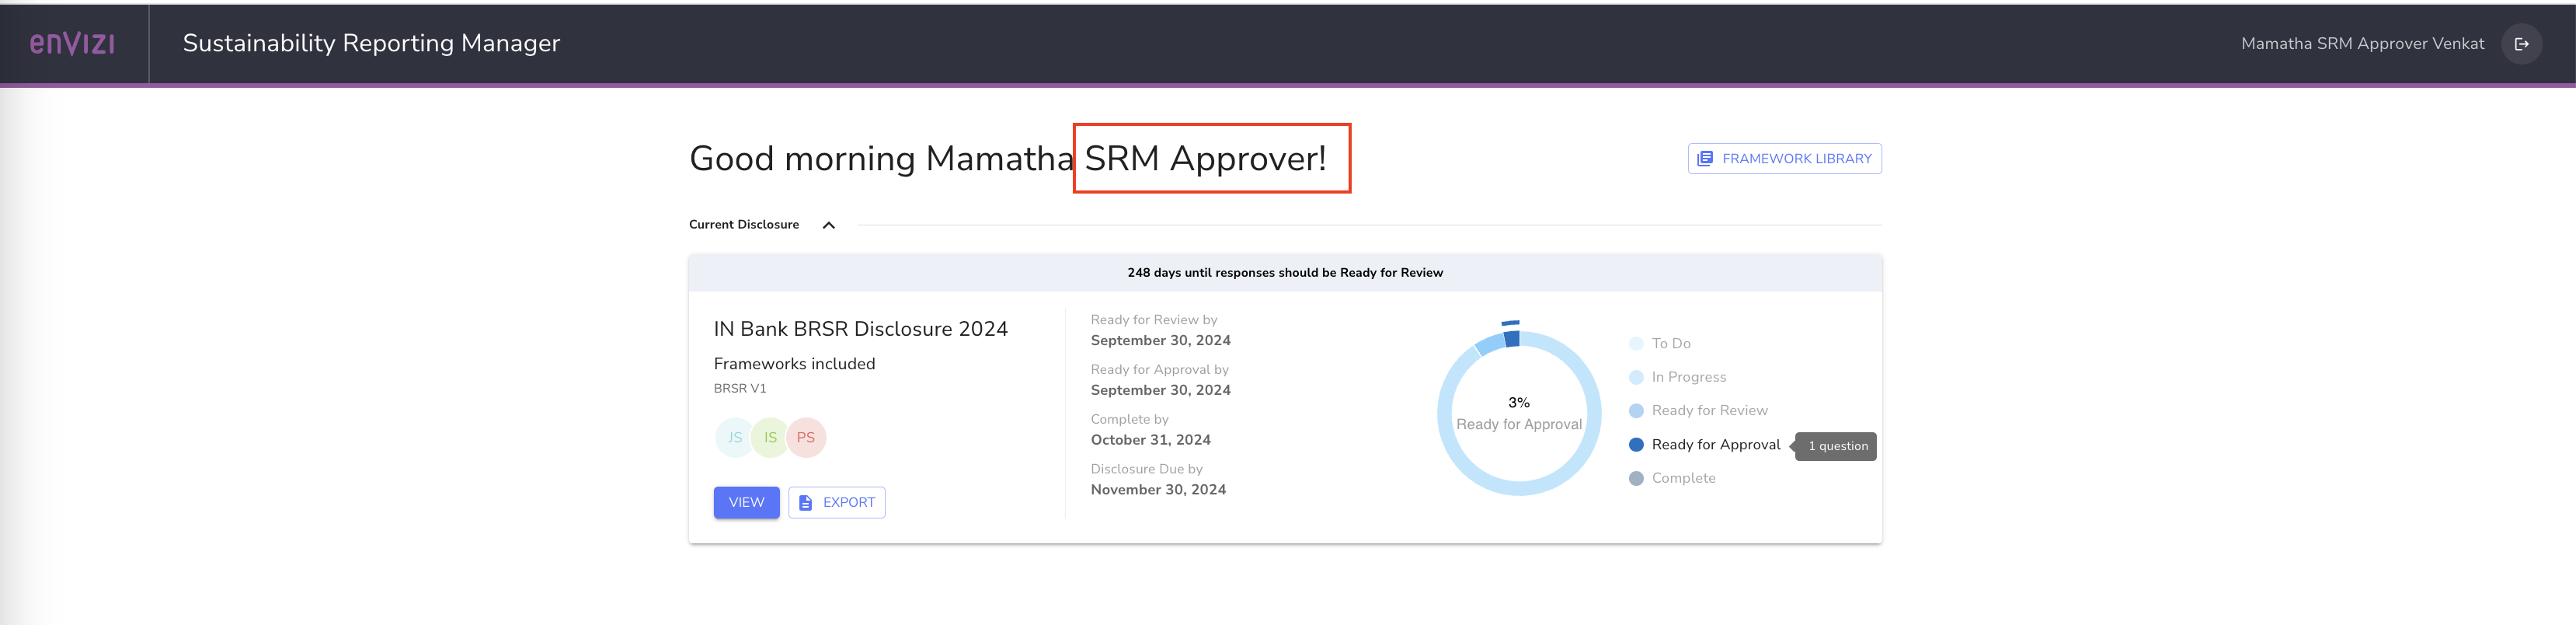 enVizi
Sustainability Reporting Manager
Mamatha SRM Approver Venkat
Good morning Mamatha SRM Approver!
FRAMEWORK LIBRARY
Current Disclosure
248 days until responses should be Ready for Review
IN Bank BRSR Disclosure 2024
Frameworks included
BRSR V1
JS IS PS
VIEW
EXPORT
Ready for Review by
September 30, 2024
Ready for Approval by
September 30, 2024
Complete by
October 31, 2024
Disclosure Due by
November 30, 2024
3%
Ready for Approval
To Do
In Progress
Ready for Review
Ready for Approval
1 question
Complete